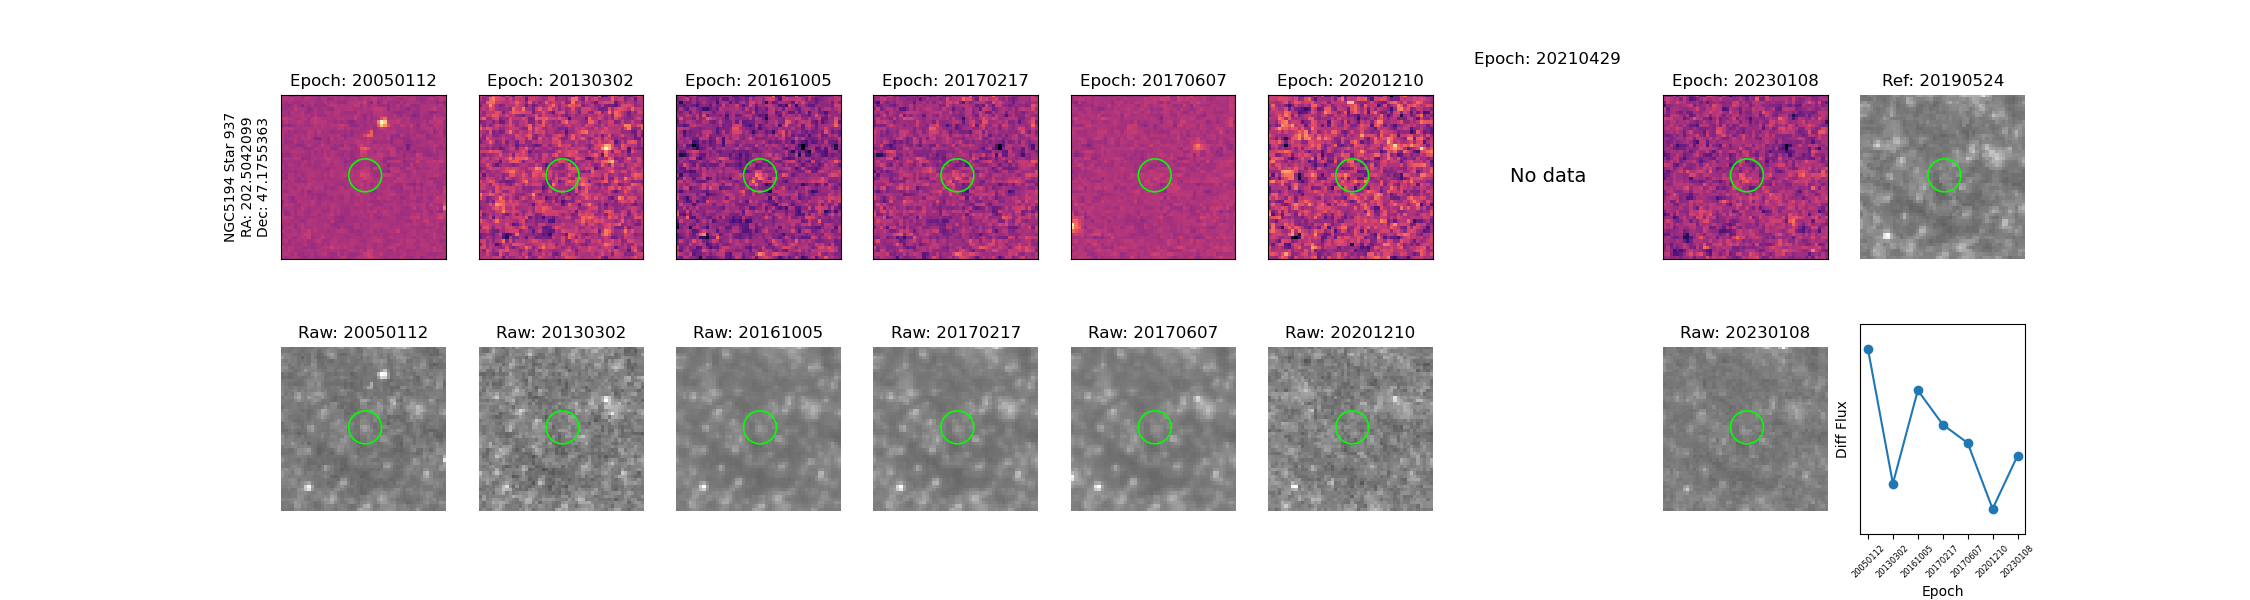 Epoch: 20210429
Epoch: 20050112
Epoch: 20130302
Epoch: 20161005
Epoch: 20170217
Epoch: 20170607
Epoch: 20201210
Epoch: 20230108
Ref: 20190524
NGC5194 Star 937
RA: 202.5042099
Dec: 47.1755363
No data
Raw: 20050112
Raw: 20130302
Raw: 20161005
Raw: 20170217
Raw: 20170607
Raw: 20201210
Raw: 20230108
Diff Flux
20050112
20130302
20161005
20170217
20170607
20201210
20230108
Epoch